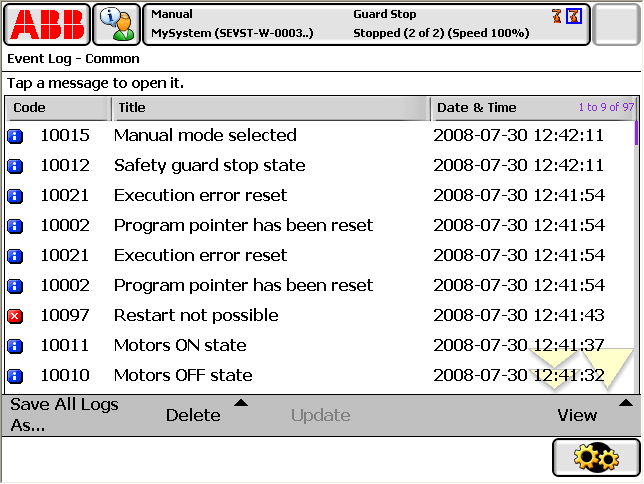 ABB
Manual Guard Stop
MySystem (SEVST-W-0003..) Stopped (2 of 2) (Speed 100%)
Event Log - Common
Tap a message to open it.
Code Title Date & Time 1 to 9 of 97
10015 Manual mode selected 2008-07-30 12:42:11
10012 Safety guard stop state 2008-07-30 12:42:11
10021 Execution error reset 2008-07-30 12:41:54
10002 Program pointer has been reset 2008-07-30 12:41:54
10021 Execution error reset 2008-07-30 12:41:54
10002 Program pointer has been reset 2008-07-30 12:41:54
10097 Restart not possible 2008-07-30 12:41:43
10011 Motors ON state 2008-07-30 12:41:37
10010 Motors OFF state 2008-07-30 12:41:32
Save All Logs As... Delete Update View